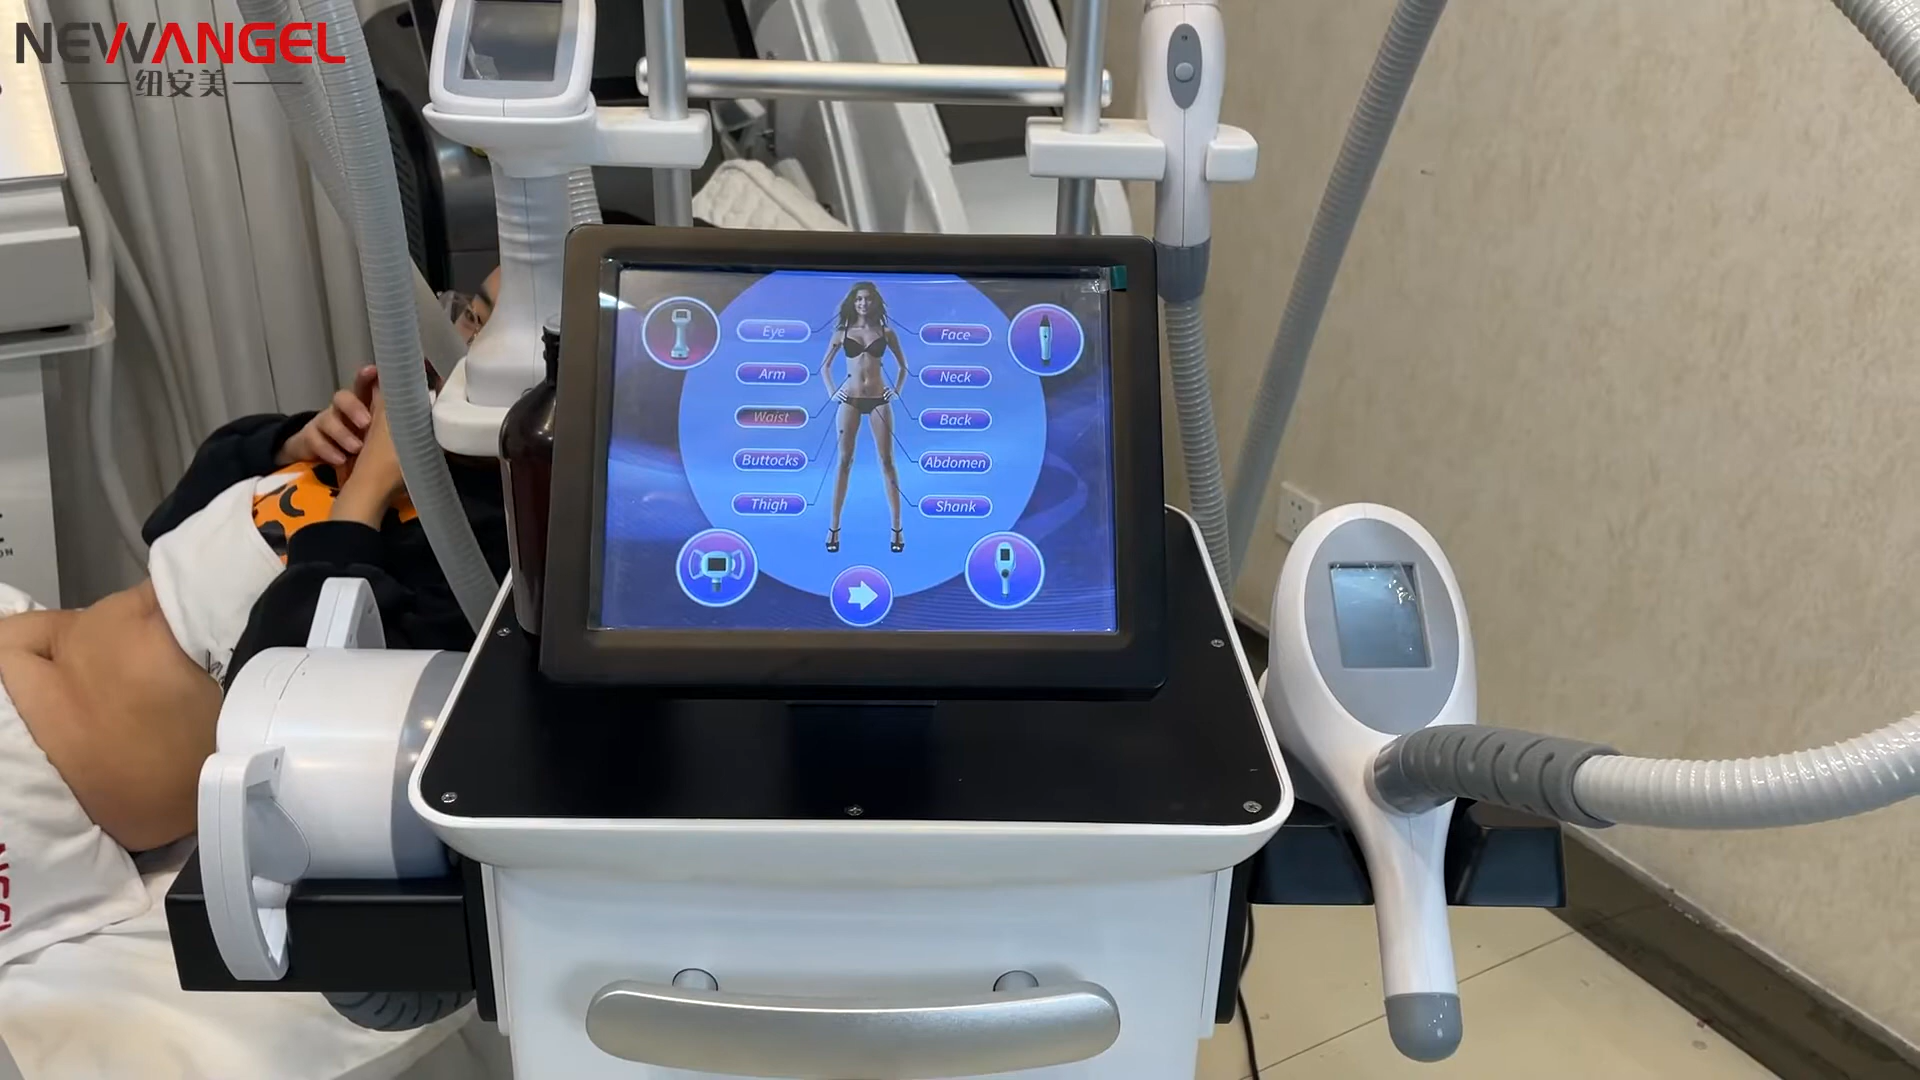 NEWANGEL
纽安美
Eye
Face
Arm
Neck
Waist
Back
Buttocks
Abdomen
Thigh
Shank